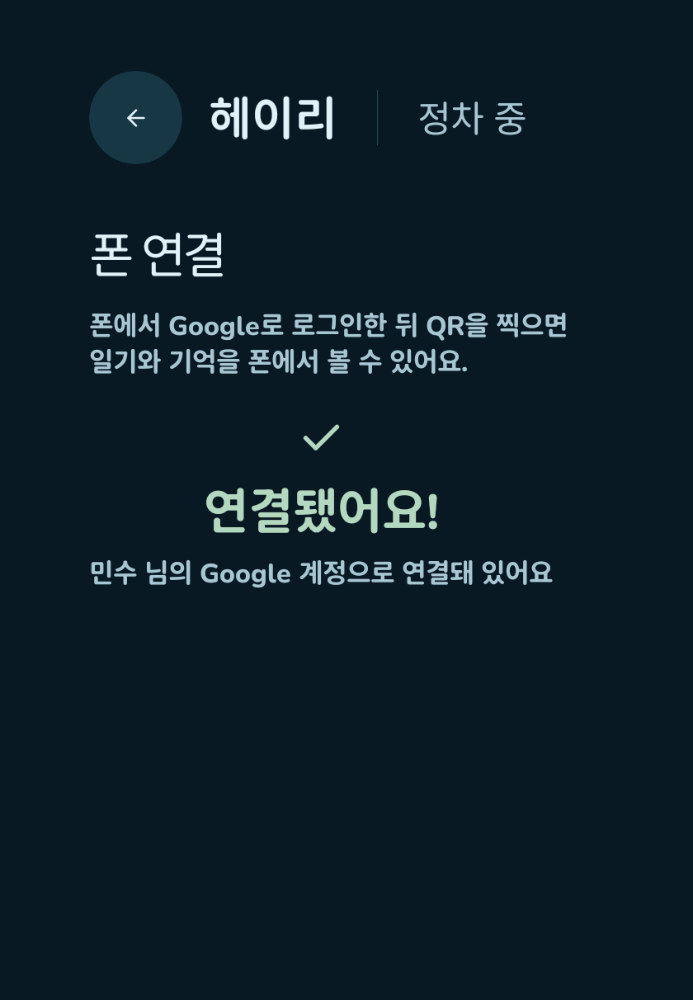 헤이리
정차 중
폰 연결
폰에서 Google로 로그인한 뒤 QR을 찍으면
일기와 기억을 폰에서 볼 수 있어요.
연결됐어요!
민수 님의 Google 계정으로 연결돼 있어요